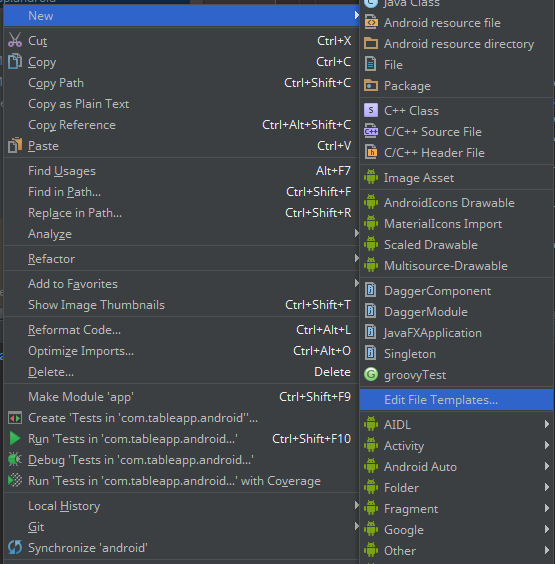 New
Cut Ctrl+X
Copy Ctrl+C
Copy Path Ctrl+Shift+C
Copy as Plain Text
Copy Reference Ctrl+Alt+Shift+C
Paste Ctrl+V
Find Usages Alt+F7
Find in Path... Ctrl+Shift+F
Replace in Path... Ctrl+Shift+R
Analyze
Refactor
Add to Favorites
Show Image Thumbnails Ctrl+Shift+T
Reformat Code... Ctrl+Alt+L
Optimize Imports... Ctrl+Alt+O
Delete... Delete
Make Module 'app' Ctrl+Shift+F9
Create 'Tests in 'com.tableapp.android''...
Run 'Tests in 'com.tableapp.android...' Ctrl+Shift+F10
Debug 'Tests in 'com.tableapp.android...'
Run 'Tests in 'com.tableapp.android...' with Coverage
Local History
Git
Synchronize 'android'
Java Class
Android resource file
Android resource directory
File
Package
C++ Class
C/C++ Source File
C/C++ Header File
Image Asset
AndroidIcons Drawable
MaterialIcons Import
Scaled Drawable
Multisource-Drawable
DaggerComponent
DaggerModule
JavaFXApplication
Singleton
groovyTest
Edit File Templates...
AIDL
Activity
Android Auto
Folder
Fragment
Google
Other